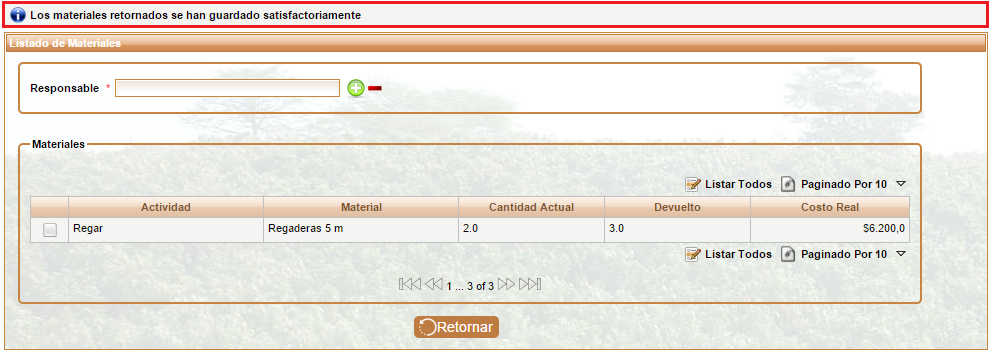 Los materiales retornados se han guardado satisfactoriamente
Listado de Materiales
Responsable *
Materiales
Listar Todos Paginado Por 10
Actividad Material Cantidad Actual Devuelto Costo Real
Regar Regaderas 5 m 2.0 3.0 $6.200,0
Listar Todos Paginado Por 10
1 ... 3 of 3
Retornar